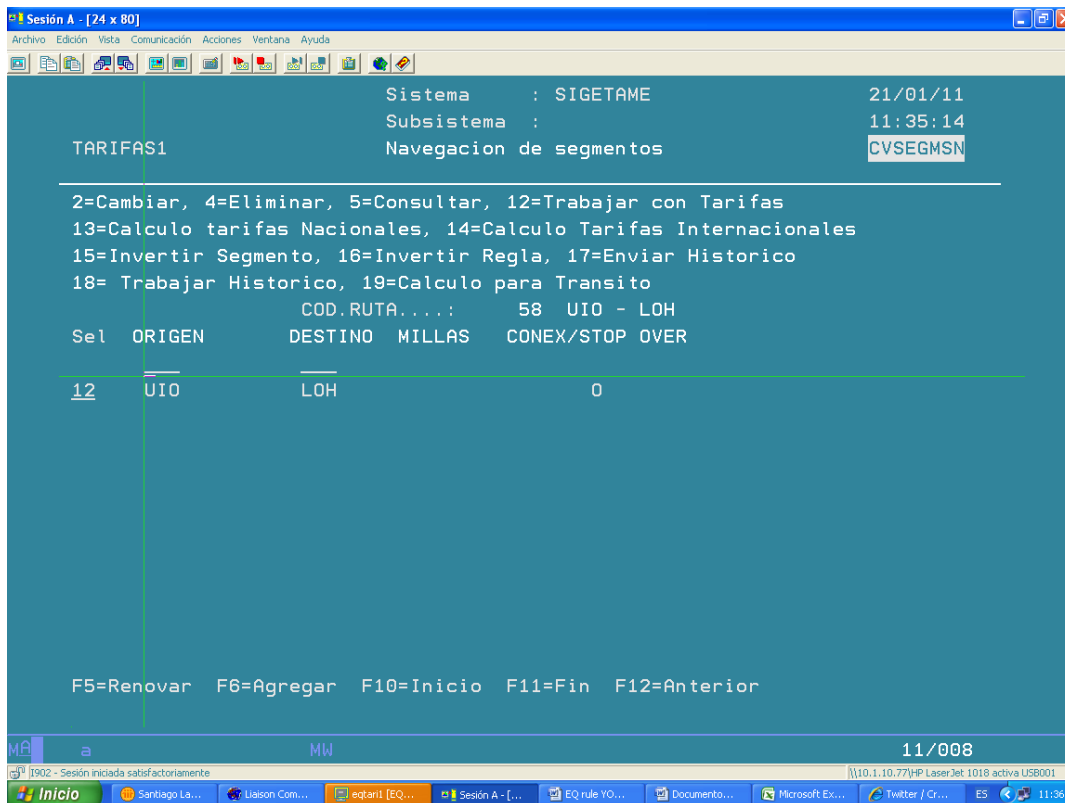 Sesión A - [24 x 80]
Archivo Edición Vista Comunicación Acciones Ventana Ayuda
Sistema : SIGETAME 21/01/11
Subsistema : 11:35:14
TARIFAS1 Navegacion de segmentos CVSEGMSN
2=Cambiar, 4=Eliminar, 5=Consultar, 12=Trabajar con Tarifas
13=Calculo tarifas Nacionales, 14=Calculo Tarifas Internacionales
15=Invertir Segmento, 16=Invertir Regla, 17=Enviar Historico
18= Trabajar Historico, 19=Calculo para Transito
COD.RUTA....: 58 UIO - LOH
Sel ORIGEN DESTINO MILLAS CONEX/STOP OVER
12 UIO LOH O
F5=Renovar F6=Agregar F10=Inicio F11=Fin F12=Anterior
MA a MW 11/008
I902 - Sesión iniciada satisfactoriamente \\10.1.10.77\HP LaserJet 1018 activa USB001
Inicio Santiago La... Liaison Com... eqtari1 [EQ... Sesión A - [... EQ rule YO... Documento... Microsoft Ex... Twitter / Cr... ES 11:36